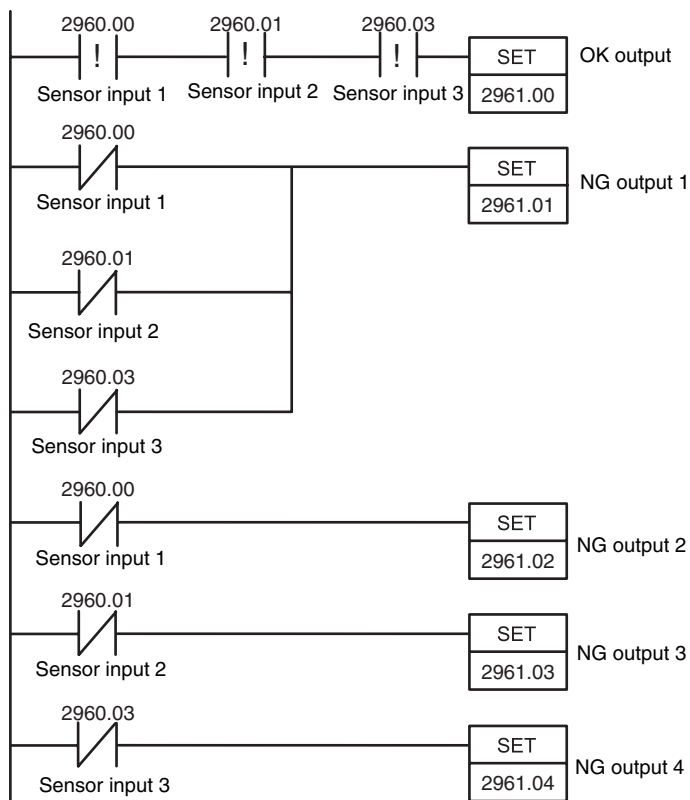 2960.00 2960.01 2960.03
! ! ! SET OK output
Sensor input 1 Sensor input 2 Sensor input 3 2961.00
2960.00
SET NG output 1
Sensor input 1 2961.01
2960.01
Sensor input 2
2960.03
Sensor input 3
2960.00
SET NG output 2
Sensor input 1 2961.02
2960.01
SET NG output 3
Sensor input 2 2961.03
2960.03
SET NG output 4
Sensor input 3 2961.04